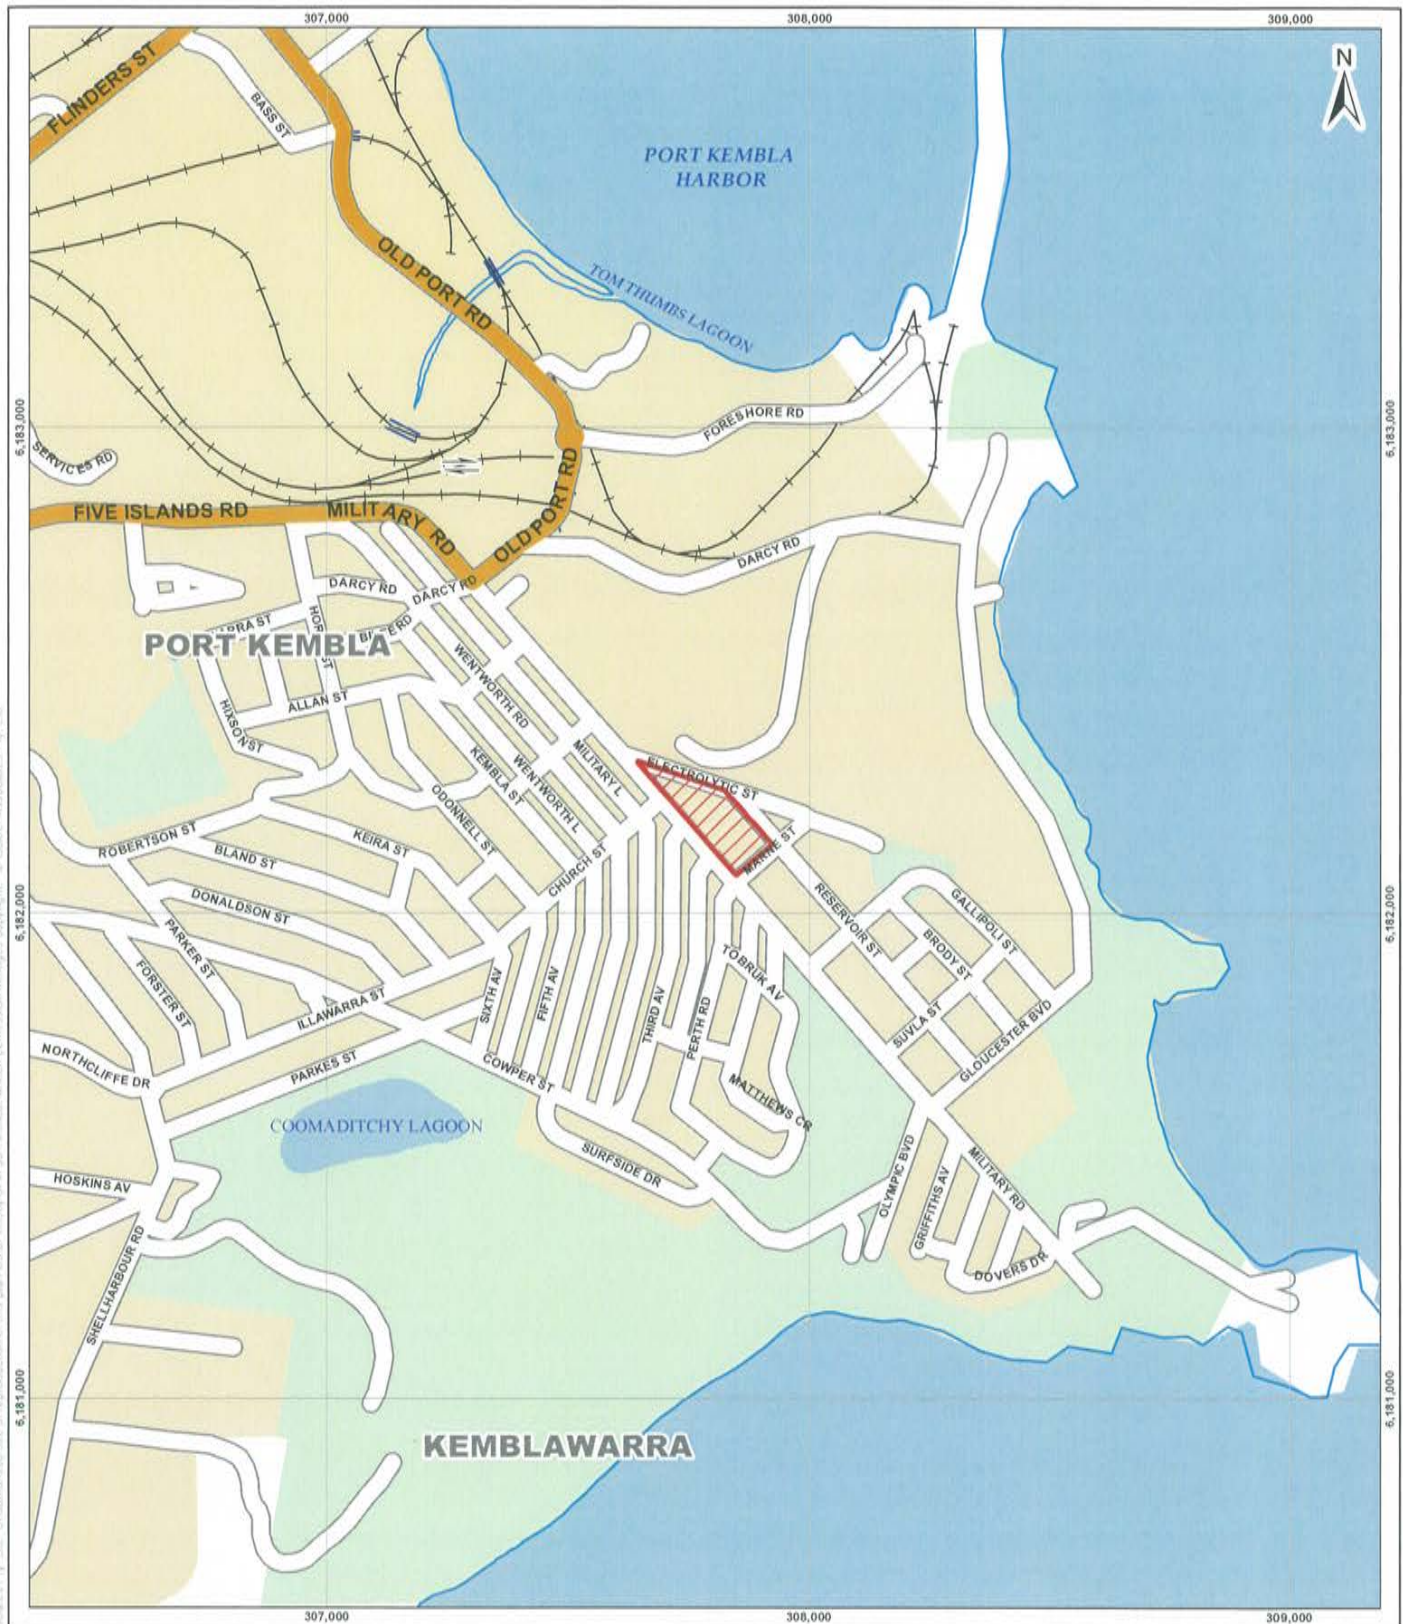 307,000
308,000
309,000
N
FLINDERS ST
BASS ST
PORT KEMBLA
HARBOR
OLD PORT RD
TOM THUMBS LAGOON
6,183,000
6,183,000
FORESHORE RD
SERVICES RD
FIVE ISLANDS RD
MILITARY RD
OLD PORT RD
DARCY RD
DARCY RD
DARCY RD
PORT KEMBLA
WENTWORTH RD
ALLAN ST
HIXSON ST
MILITARY L
KEMBLA ST
WENTWORTH L
ELECTROLYTIC ST
ODONNELL ST
ROBERTSON ST
KEIRA ST
BLAND ST
CHURCH ST
MARNE ST
DONALDSON ST
RESERVOIR ST
GALLIPOLI ST
6,182,000
6,182,000
PARKER ST
BRODY ST
FORSTER ST
TOBRUK AV
SIXTH AV
FIFTH AV
THIRD AV
PERTH RD
ILLAWARRA ST
SUVLA ST
GLOUCESTER BVD
NORTHCLIFFE DR
PARKES ST
COWPER ST
MATTHEWS CR
COOMADITCHY LAGOON
SURFSIDE DR
HOSKINS AV
OLYMPIC BVD
GRIFFITHS AV
MILITARY RD
DOVERS DR
SHELLHARBOUR RD
6,181,000
6,181,000
KEMBLAWARRA
307,000
308,000
309,000